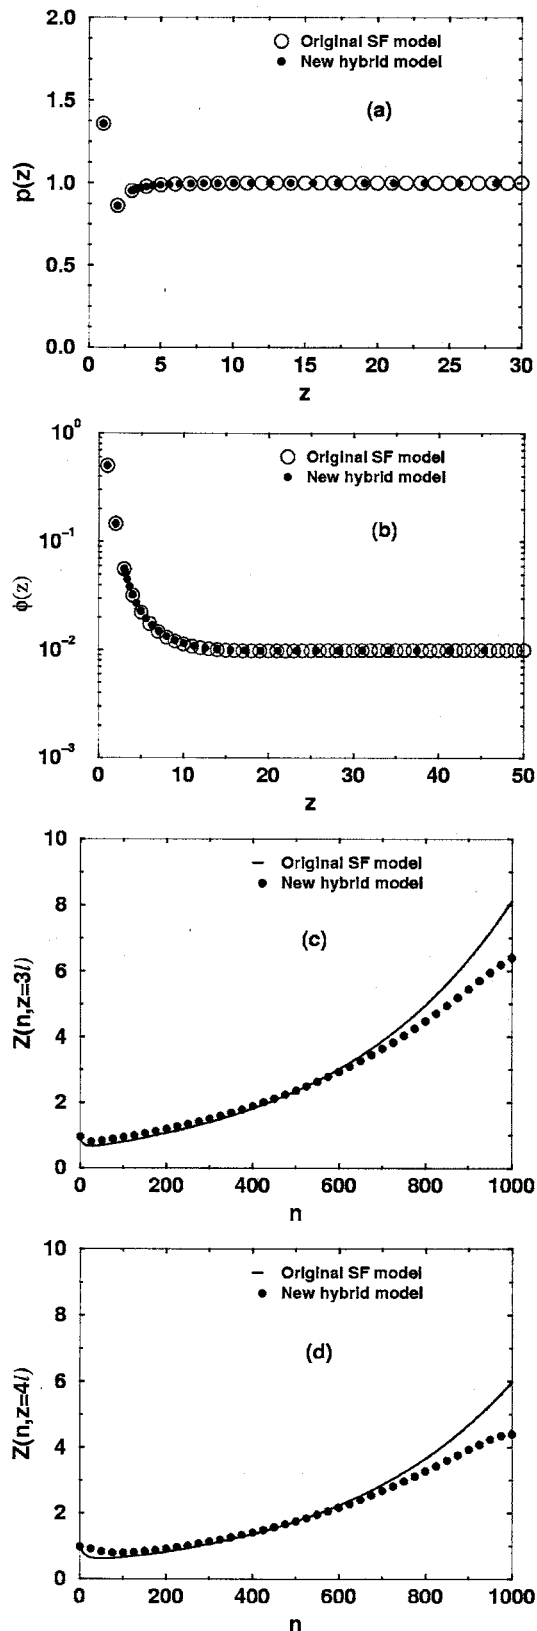 2.0
Original SF model
New hybrid model
1.5
(a)
p(z)
1.0
0.5
0.0
0 5 10 15 20 25 30
z
10^0
Original SF model
New hybrid model
(b)
10^-1
ϕ(z)
10^-2
10^-3
0 10 20 30 40 50
z
10
Original SF model
New hybrid model
8
(c)
6
Z(n,z=3l)
4
2
0
0 200 400 600 800 1000
n
10
Original SF model
New hybrid model
8
(d)
6
Z(n,z=4l)
4
2
0
0 200 400 600 800 1000
n